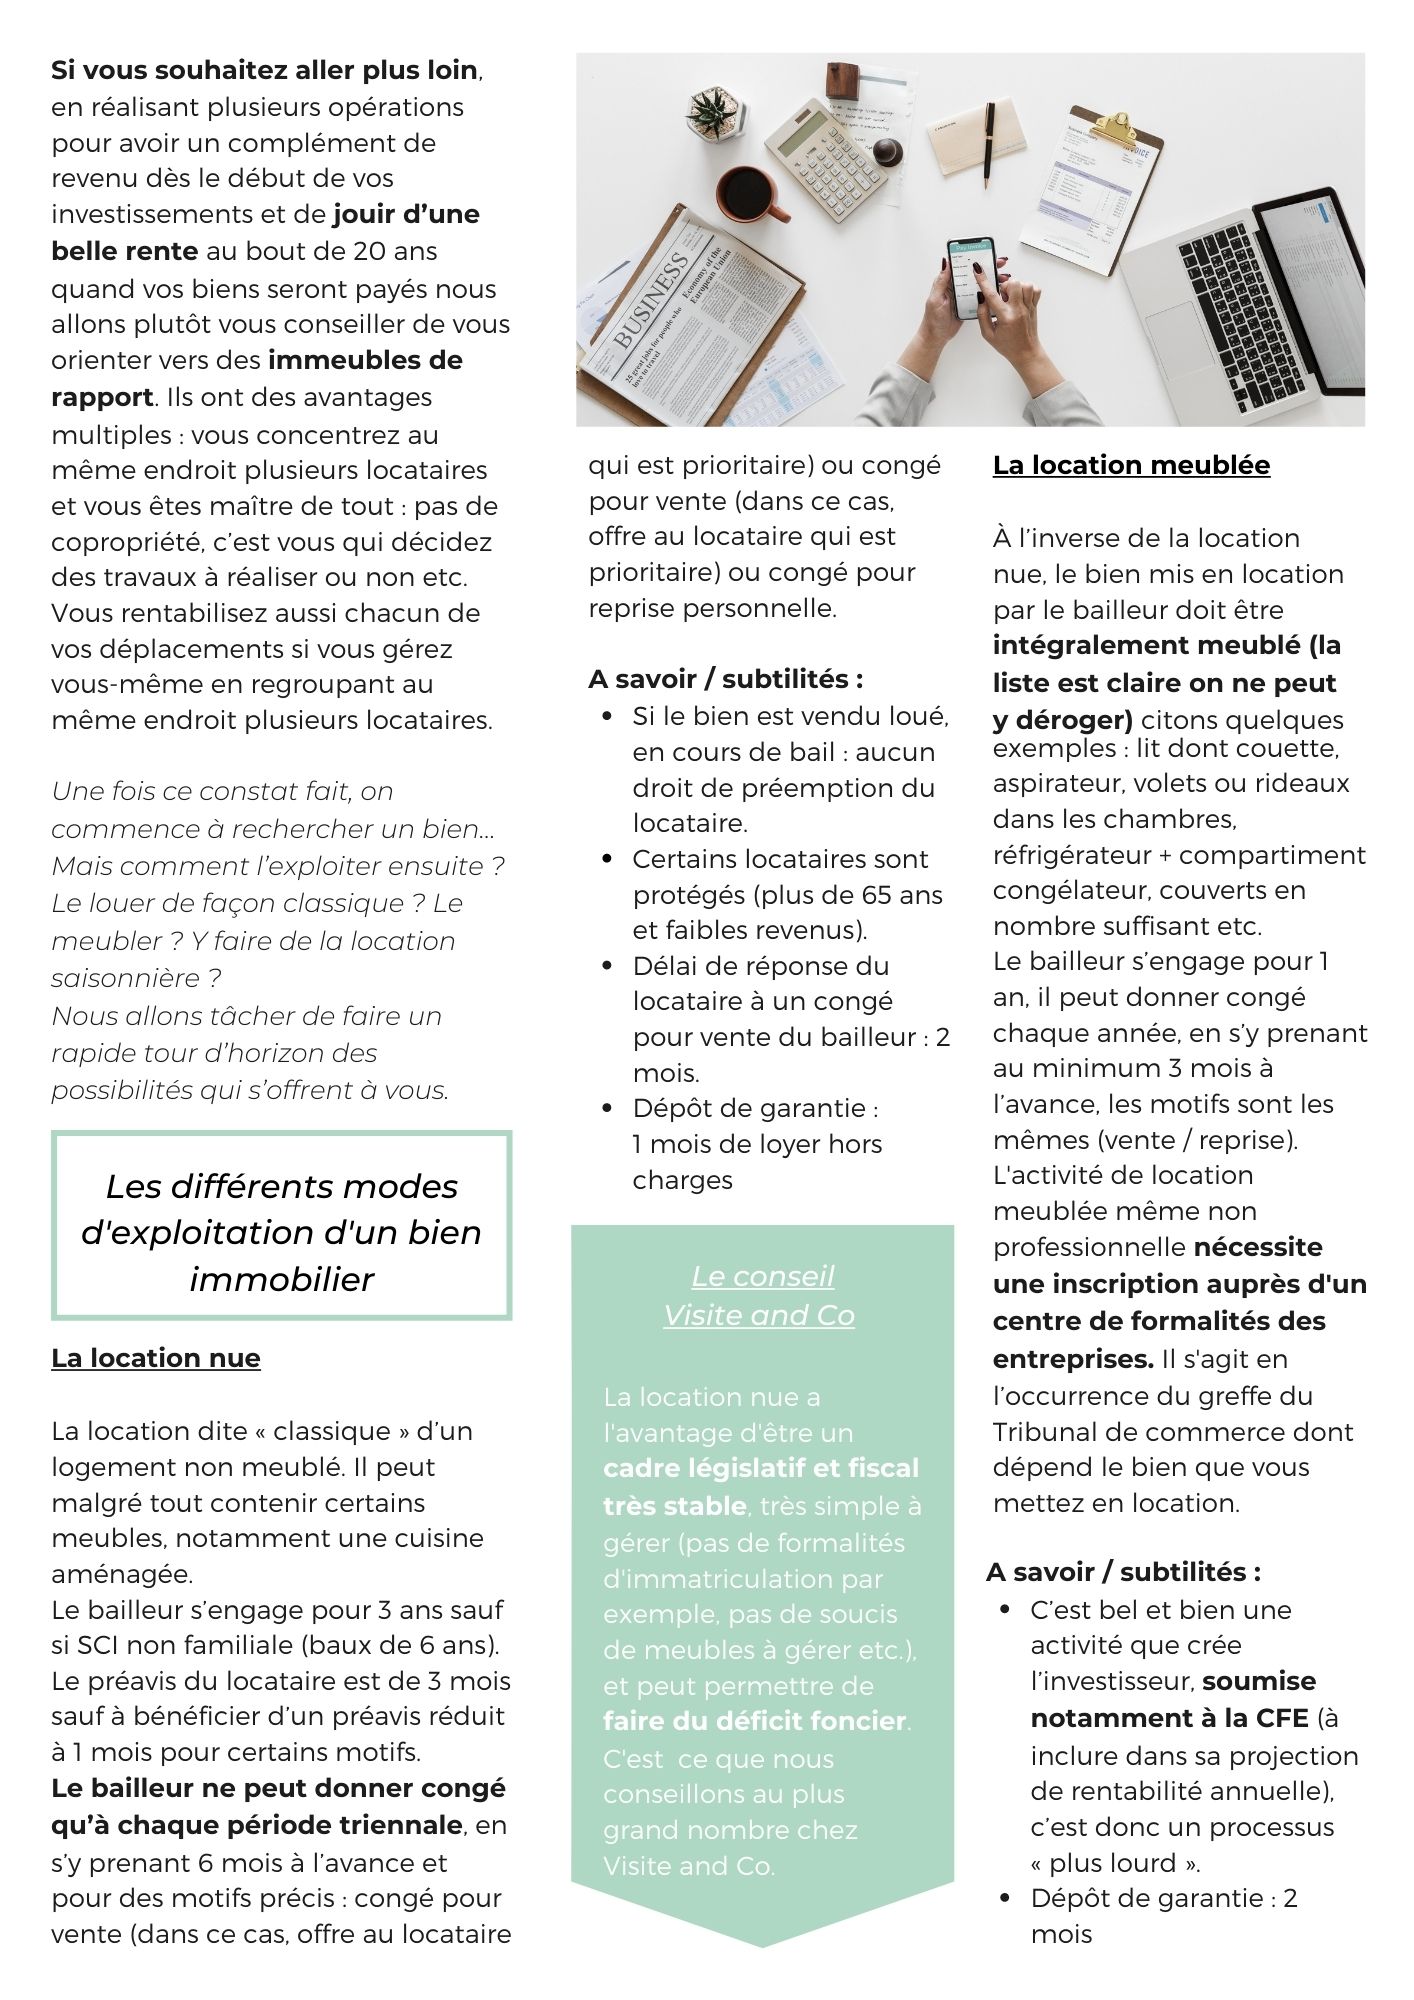 Si vous souhaitez aller plus loin,
en réalisant plusieurs opérations
pour avoir un complément de
revenu dès le début de vos
investissements et de jouir d’une
belle rente au bout de 20 ans
quand vos biens seront payés nous
allons plutôt vous conseiller de vous
orienter vers des immeubles de
rapport. Ils ont des avantages
multiples : vous concentrez au
même endroit plusieurs locataires
et vous êtes maître de tout : pas de
copropriété, c’est vous qui décidez
des travaux à réaliser ou non etc.
Vous rentabilisez aussi chacun de
vos déplacements si vous gérez
vous-même en regroupant au
même endroit plusieurs locataires.
Une fois ce constat fait, on
commence à rechercher un bien...
Mais comment l’exploiter ensuite ?
Le louer de façon classique ? Le
meubler ? Y faire de la location
saisonnière ?
Nous allons tâcher de faire un
rapide tour d’horizon des
possibilités qui s’offrent à vous.
Les différents modes
d'exploitation d'un bien
immobilier
La location nue
La location dite « classique » d’un
logement non meublé. Il peut
malgré tout contenir certains
meubles, notamment une cuisine
aménagée.
Le bailleur s’engage pour 3 ans sauf
si SCI non familiale (baux de 6 ans).
Le préavis du locataire est de 3 mois
sauf à bénéficier d’un préavis réduit
à 1 mois pour certains motifs.
Le bailleur ne peut donner congé
qu’à chaque période triennale, en
s’y prenant 6 mois à l’avance et
pour des motifs précis : congé pour
vente (dans ce cas, offre au locataire
BUSINESS
Economy of the
European Union
25 great jobs for people who
love to travel
INVOICE
qui est prioritaire) ou congé
pour vente (dans ce cas,
offre au locataire qui est
prioritaire) ou congé pour
reprise personnelle.
A savoir / subtilités :
• Si le bien est vendu loué,
en cours de bail : aucun
droit de préemption du
locataire.
• Certains locataires sont
protégés (plus de 65 ans
et faibles revenus).
• Délai de réponse du
locataire à un congé
pour vente du bailleur : 2
mois.
• Dépôt de garantie :
1 mois de loyer hors
charges
Le conseil
Visite and Co
La location nue a
l'avantage d'être un
cadre législatif et fiscal
très stable, très simple à
gérer (pas de formalités
d'immatriculation par
exemple, pas de soucis
de meubles à gérer etc.),
et peut permettre de
faire du déficit foncier.
C'est ce que nous
conseillons au plus
grand nombre chez
Visite and Co.
La location meublée
À l’inverse de la location
nue, le bien mis en location
par le bailleur doit être
intégralement meublé (la
liste est claire on ne peut
y déroger) citons quelques
exemples : lit dont couette,
aspirateur, volets ou rideaux
dans les chambres,
réfrigérateur + compartiment
congélateur, couverts en
nombre suffisant etc.
Le bailleur s’engage pour 1
an, il peut donner congé
chaque année, en s’y prenant
au minimum 3 mois à
l’avance, les motifs sont les
mêmes (vente / reprise).
L'activité de location
meublée même non
professionnelle nécessite
une inscription auprès d'un
centre de formalités des
entreprises. Il s'agit en
l’occurrence du greffe du
Tribunal de commerce dont
dépend le bien que vous
mettez en location.
A savoir / subtilités :
• C’est bel et bien une
activité que crée
l’investisseur, soumise
notamment à la CFE (à
inclure dans sa projection
de rentabilité annuelle),
c’est donc un processus
« plus lourd ».
• Dépôt de garantie : 2
mois